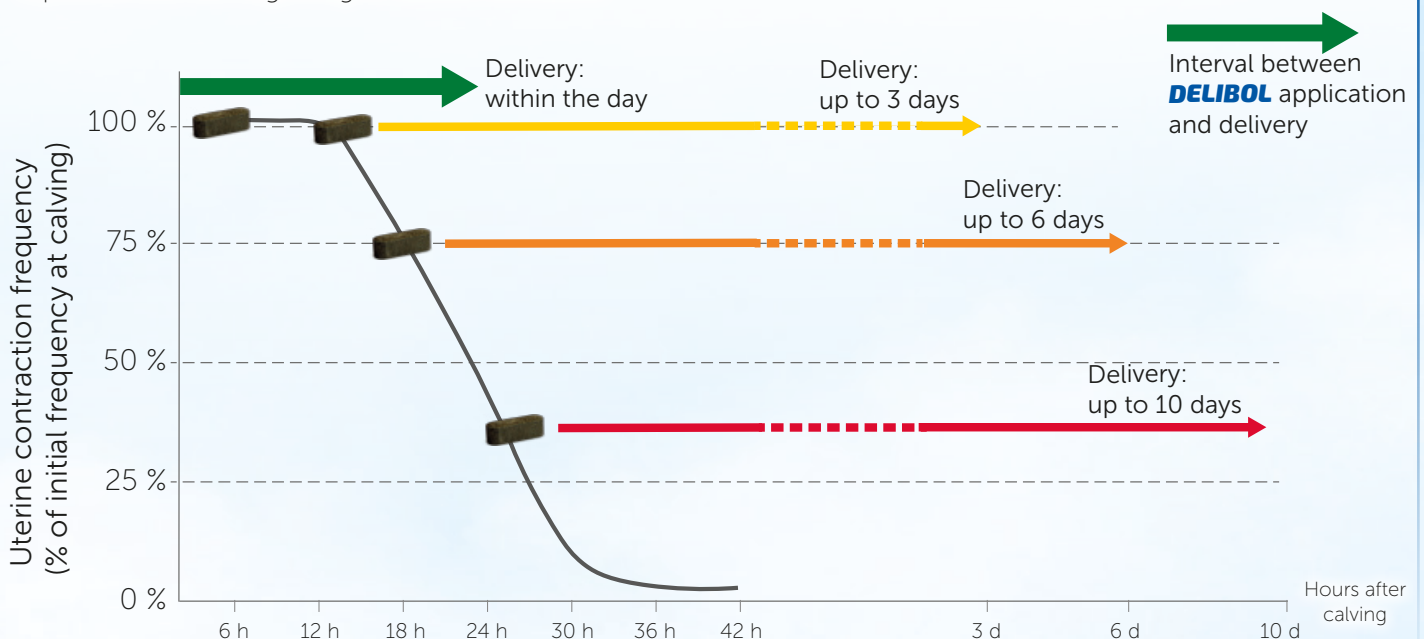 Delivery:
within the day
Delivery:
up to 3 days
Interval between
DELIBOL application
and delivery
100 %
Delivery:
up to 6 days
75 %
50 %
Delivery:
up to 10 days
25 %
0 %
Uterine contraction frequency
(% of initial frequency at calving)
6 h
12 h
18 h
24 h
30 h
36 h
42 h
3 d
6 d
10 d
Hours after
calving